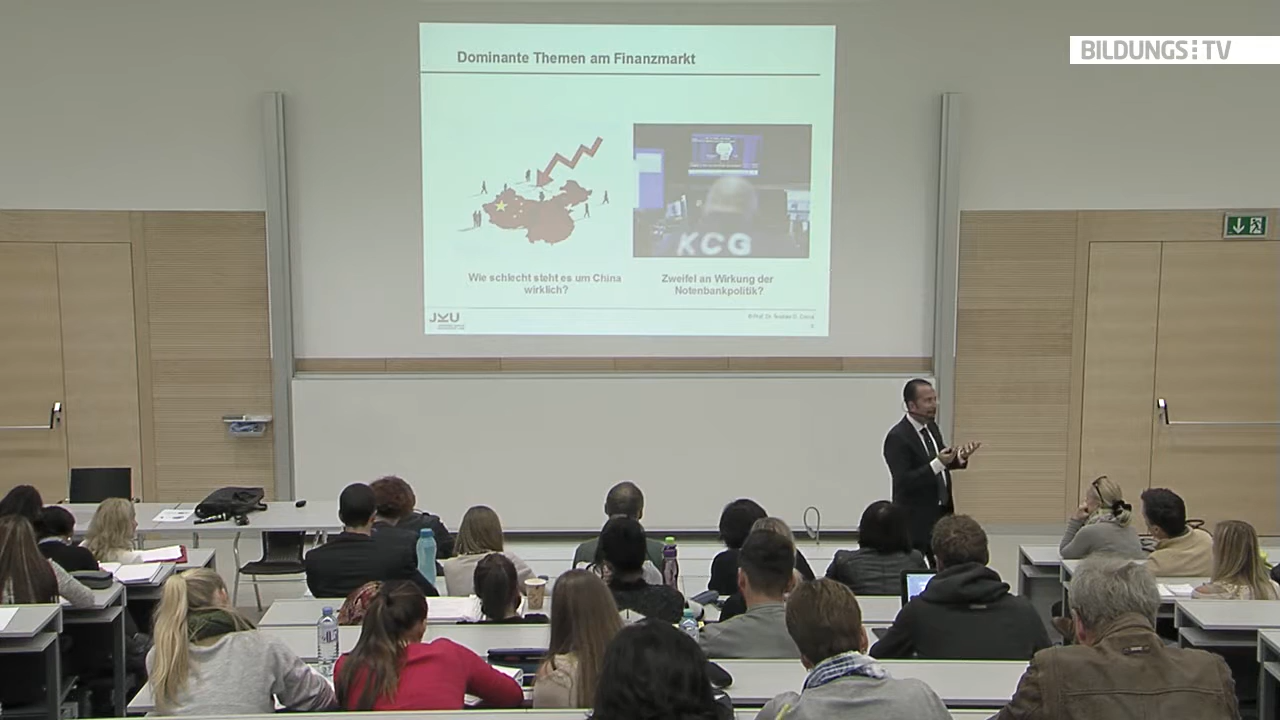 BILDUNGS TV
Dominante Themen am Finanzmarkt
KCG
Wie schlecht steht es um China
wirklich?
Zweifel an Wirkung der
Notenbankpolitik?
JKU